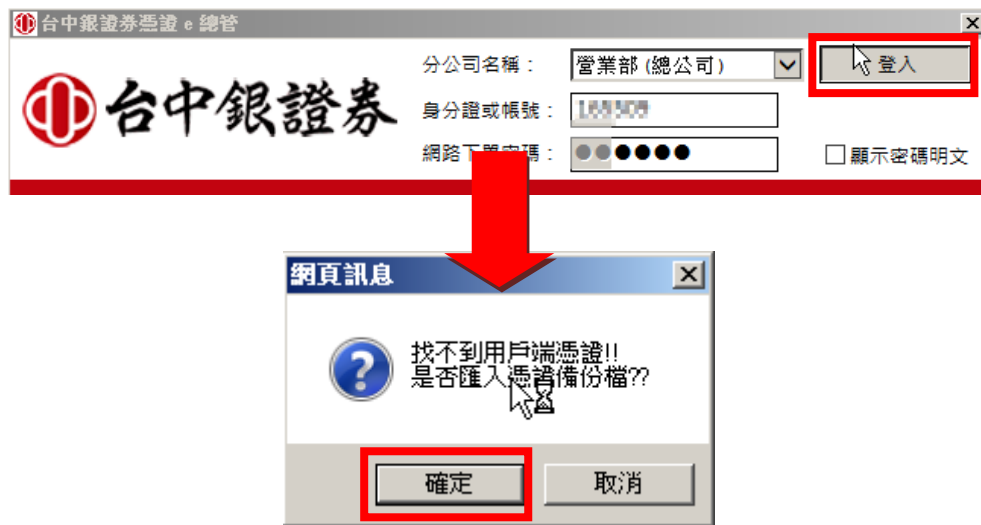 台中銀證券憑證 e 總管
台中銀證券
分公司名稱：
營業部 (總公司)
登入
身分證或帳號：
網路下單密碼：
●●●●●●
顯示密碼明文
網頁訊息
找不到用戶端憑證!!
是否匯入憑證備份檔??
確定
取消